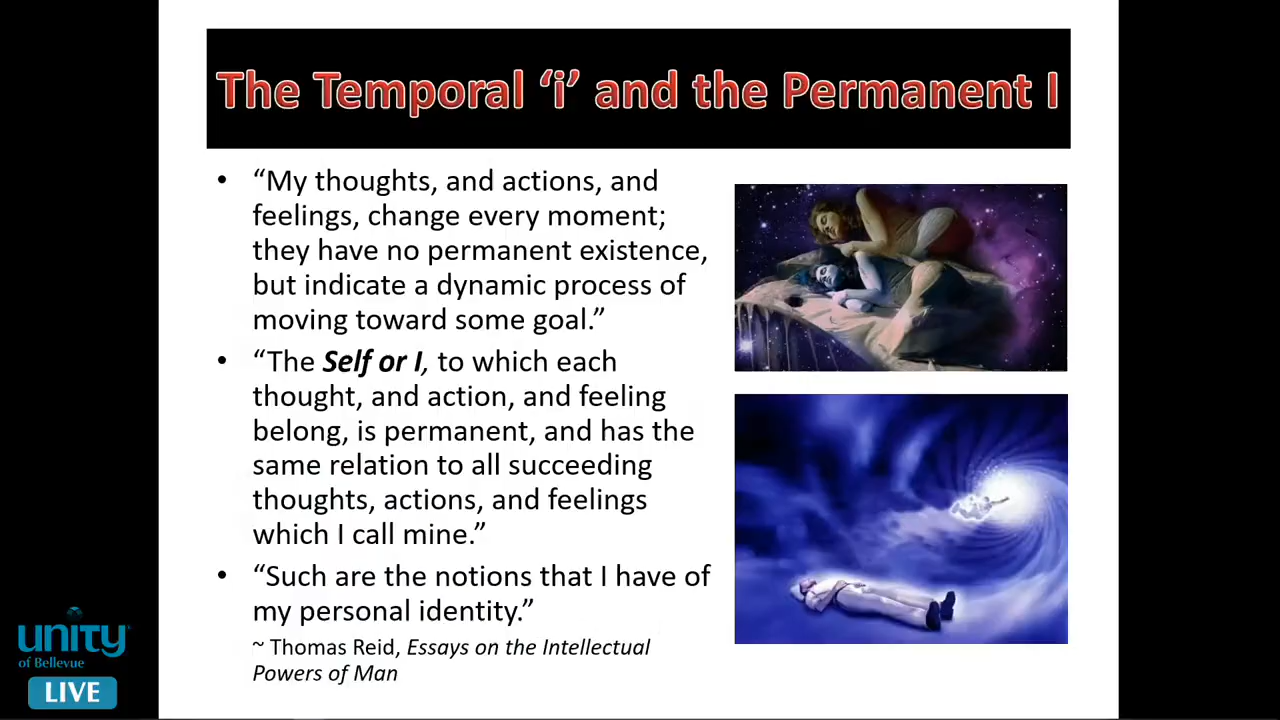 The Temporal ‘i’ and the Permanent I
• “My thoughts, and actions, and
feelings, change every moment;
they have no permanent existence,
but indicate a dynamic process of
moving toward some goal.”
• “The Self or I, to which each
thought, and action, and feeling
belong, is permanent, and has the
same relation to all succeeding
thoughts, actions, and feelings
which I call mine.”
• “Such are the notions that I have of
my personal identity.”
~ Thomas Reid, Essays on the Intellectual
Powers of Man
unity
of Bellevue
LIVE